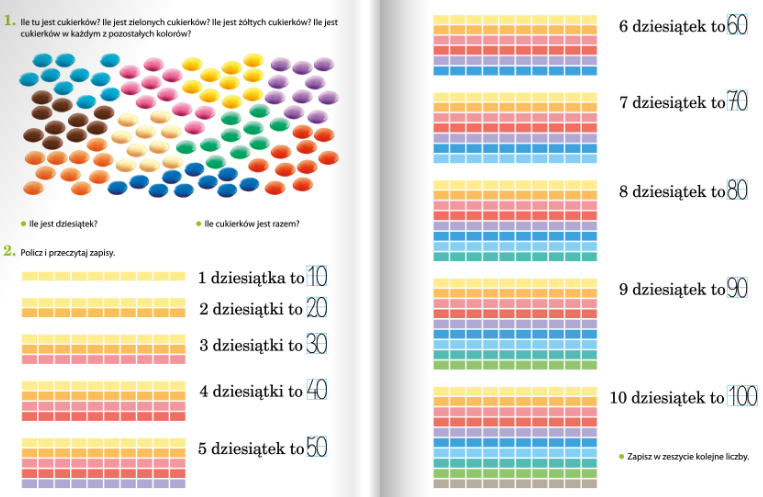 1. Ile tu jest cukierków? Ile jest zielonych cukierków? Ile jest żółtych cukierków? Ile jest
cukierków w każdym z pozostałych kolorów?
• Ile jest dziesiątek?
• Ile cukierków jest razem?
2. Policz i przeczytaj zapisy.
1 dziesiątka to 10
2 dziesiątki to 20
3 dziesiątki to 30
4 dziesiątki to 40
5 dziesiątek to 50
6 dziesiątek to 60
7 dziesiątek to 70
8 dziesiątek to 80
9 dziesiątek to 90
10 dziesiątek to 100
• Zapisz w zeszycie kolejne liczby.